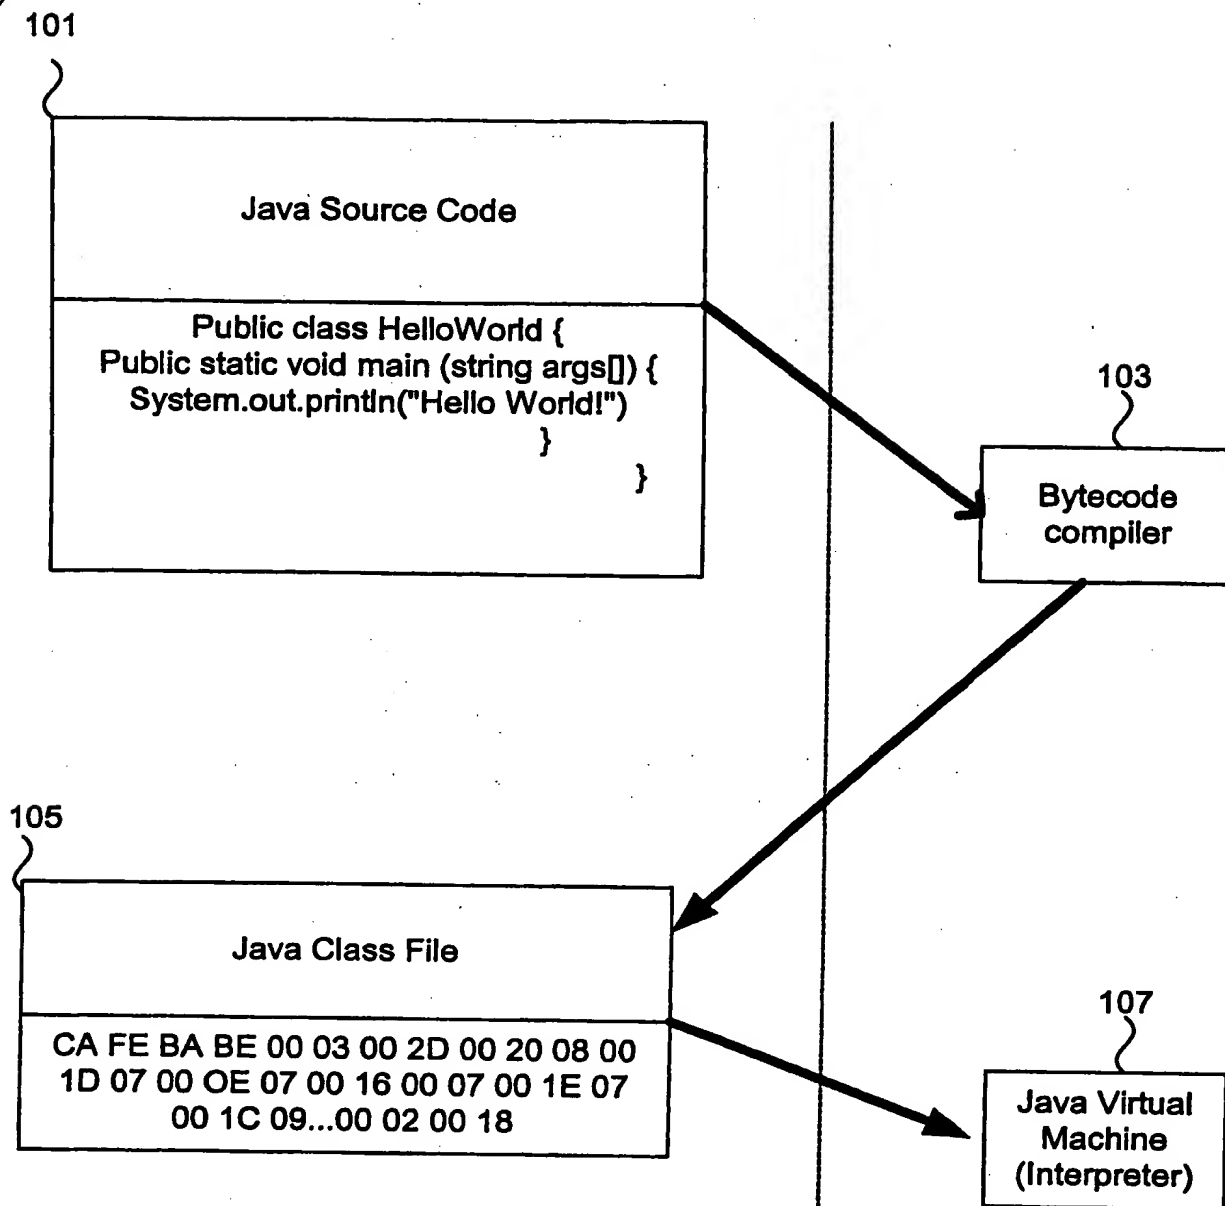 101
Java Source Code
Public class HelloWorld {
Public static void main (string args[]) {
System.out.println("Hello World!")
}
}
103
Bytecode
compiler
105
Java Class File
CA FE BA BE 00 03 00 2D 00 20 08 00
1D 07 00 OE 07 00 16 00 07 00 1E 07
00 1C 09...00 02 00 18
107
Java Virtual
Machine
(Interpreter)